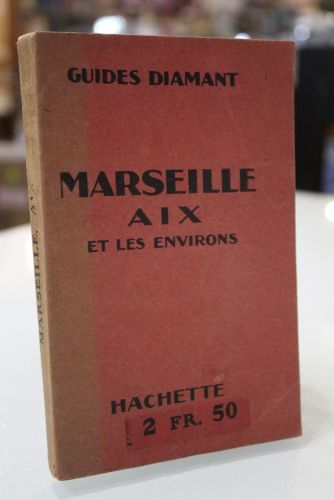 GUIDES DIAMANT
MARSEILLE
AIX
ET LES ENVIRONS
HACHETTE
2 FR. 50
MARSEILLE, AIX